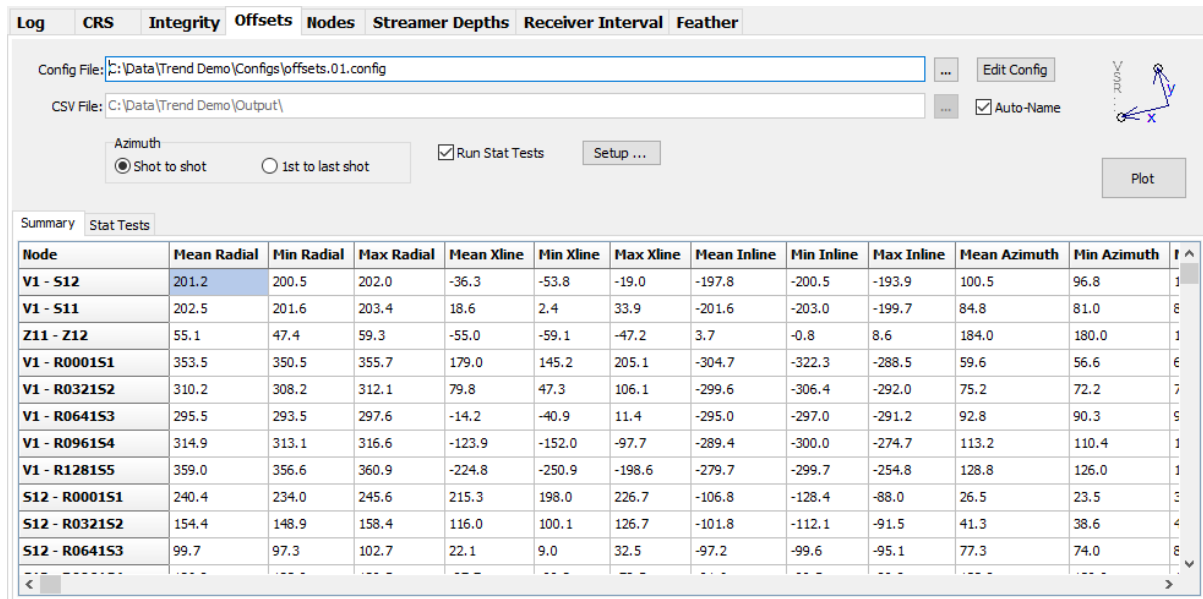 Log CRS Integrity Offsets Nodes Streamer Depths Receiver Interval Feather
Config File: C:\Data\Trend Demo\Configs\offsets.01.config ... Edit Config
CSV File: C:\Data\Trend Demo\Output\ ... Auto-Name
V
S
R
y
x
Azimuth
Shot to shot 1st to last shot Run Stat Tests Setup ...
Plot
Summary Stat Tests
Node Mean Radial Min Radial Max Radial Mean Xline Min Xline Max Xline Mean Inline Min Inline Max Inline Mean Azimuth Min Azimuth
V1 - S12 201.2 200.5 202.0 -36.3 -53.8 -19.0 -197.8 -200.5 -193.9 100.5 96.8
V1 - S11 202.5 201.6 203.4 18.6 2.4 33.9 -201.6 -203.0 -199.7 84.8 81.0
Z11 - Z12 55.1 47.4 59.3 -55.0 -59.1 -47.2 3.7 -0.8 8.6 184.0 180.0
V1 - R0001S1 353.5 350.5 355.7 179.0 145.2 205.1 -304.7 -322.3 -288.5 59.6 56.6
V1 - R0321S2 310.2 308.2 312.1 79.8 47.3 106.1 -299.6 -306.4 -292.0 75.2 72.2
V1 - R0641S3 295.5 293.5 297.6 -14.2 -40.9 11.4 -295.0 -297.0 -291.2 92.8 90.3
V1 - R0961S4 314.9 313.1 316.6 -123.9 -152.0 -97.7 -289.4 -300.0 -274.7 113.2 110.4
V1 - R1281S5 359.0 356.6 360.9 -224.8 -250.9 -198.6 -279.7 -299.7 -254.8 128.8 126.0
S12 - R0001S1 240.4 234.0 245.6 215.3 198.0 226.7 -106.8 -128.4 -88.0 26.5 23.5
S12 - R0321S2 154.4 148.9 158.4 116.0 100.1 126.7 -101.8 -112.1 -91.5 41.3 38.6
S12 - R0641S3 99.7 97.3 102.7 22.1 9.0 32.5 -97.2 -99.6 -95.1 77.3 74.0